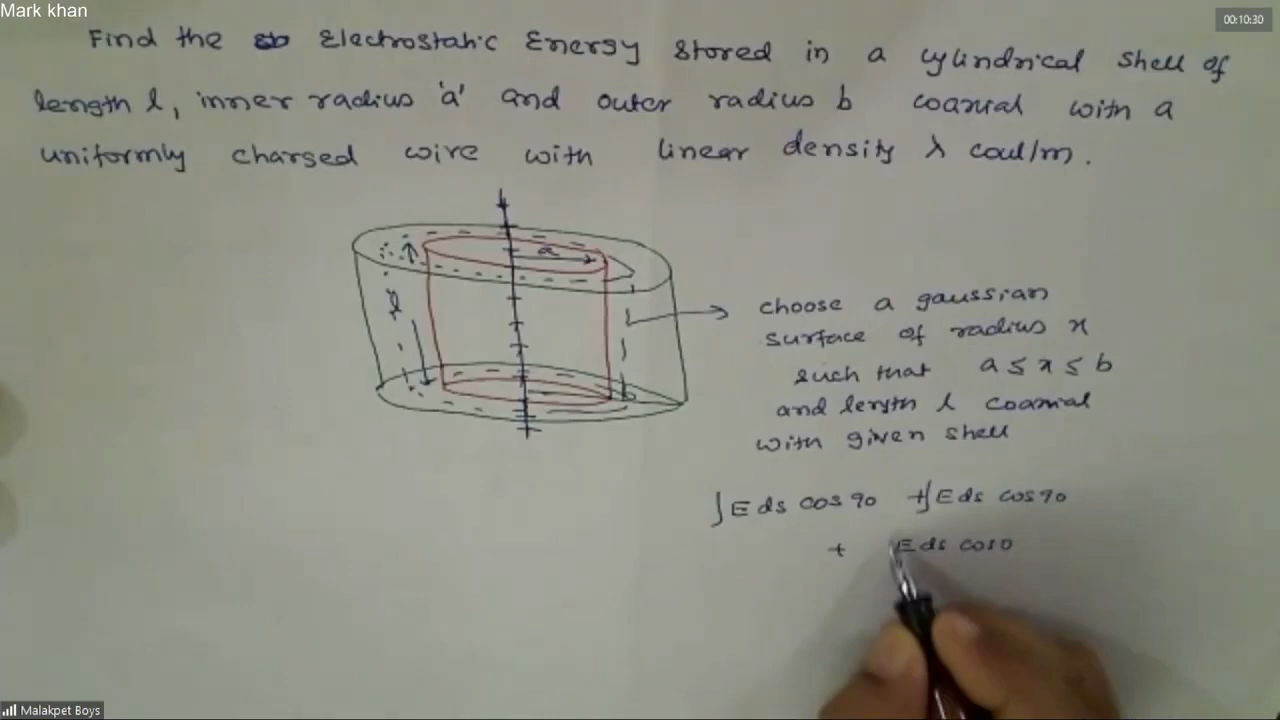 Mark khan
00:10:30
Find the Electrostatic Energy stored in a cylindrical shell of
length l, inner radius 'a' and outer radius b coaxial with a
uniformly charged wire with linear density λ coul/m.
a
l
choose a gaussian
surface of radius x
such that a ≤ x ≤ b
and length l coaxial
with given shell
∫E ds cos 90 + ∫E ds cos 90
+ E ds cos 0
Malakpet Boys